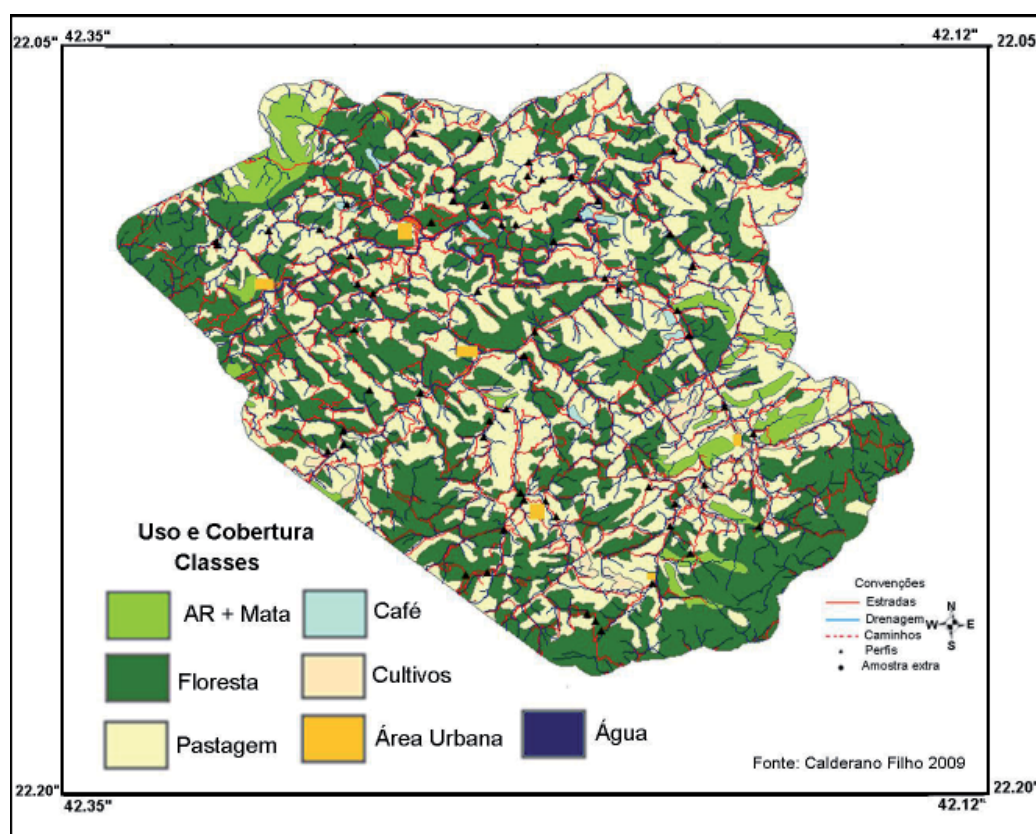 22.05"
42.35"
42.12"
22.05"
Uso e Cobertura
Classes
AR + Mata
Café
Floresta
Cultivos
Pastagem
Área Urbana
Água
Convenções
Estradas
Drenagem
Caminhos
Perfis
Amostra extra
N
W
E
S
Fonte: Calderano Filho 2009
22.20"
42.35"
42.12"
22.20"